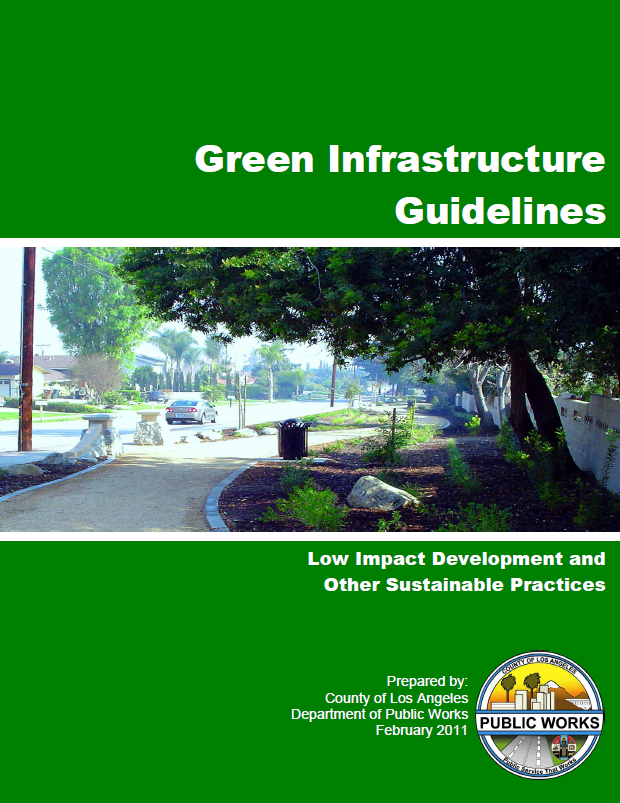 Green Infrastructure
Guidelines
Low Impact Development and
Other Sustainable Practices
Prepared by:
County of Los Angeles
Department of Public Works
February 2011
COUNTY OF LOS ANGELES
PUBLIC WORKS
Public Service That Works